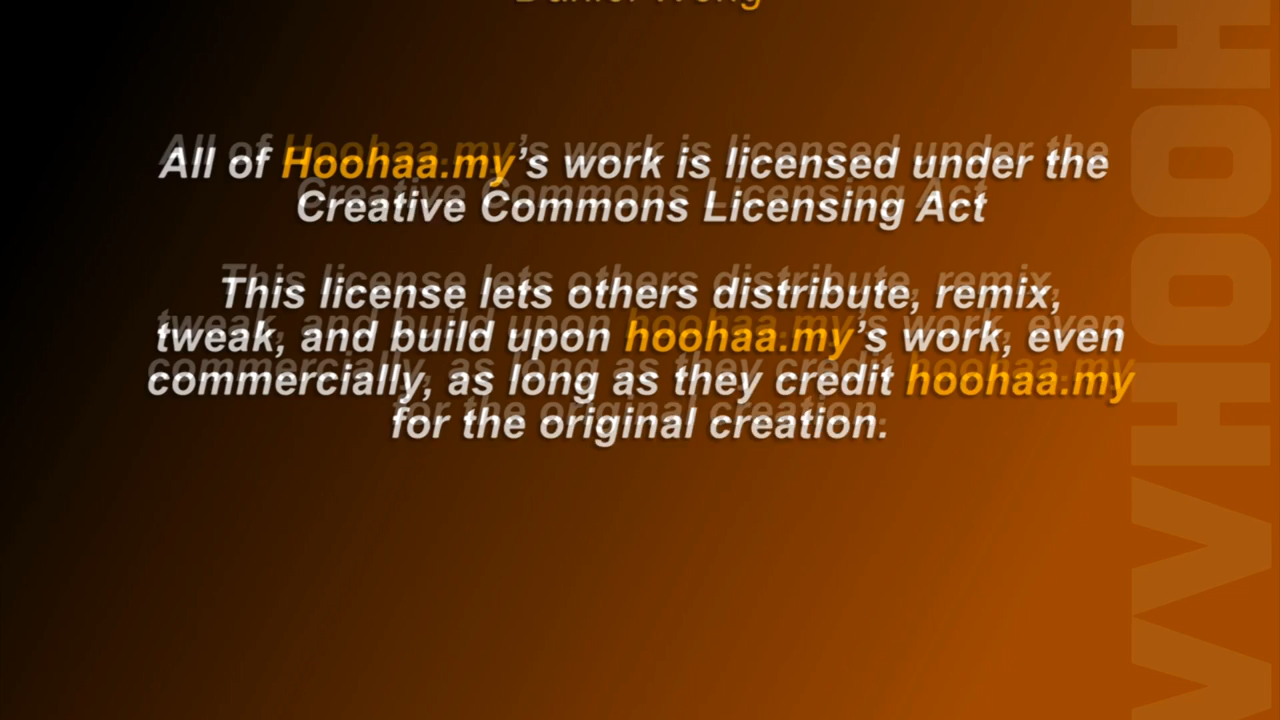 All of Hoohaa.my’s work is licensed under the
Creative Commons Licensing Act
This license lets others distribute, remix,
tweak, and build upon hoohaa.my’s work, even
commercially, as long as they credit hoohaa.my
for the original creation.
WHOOH